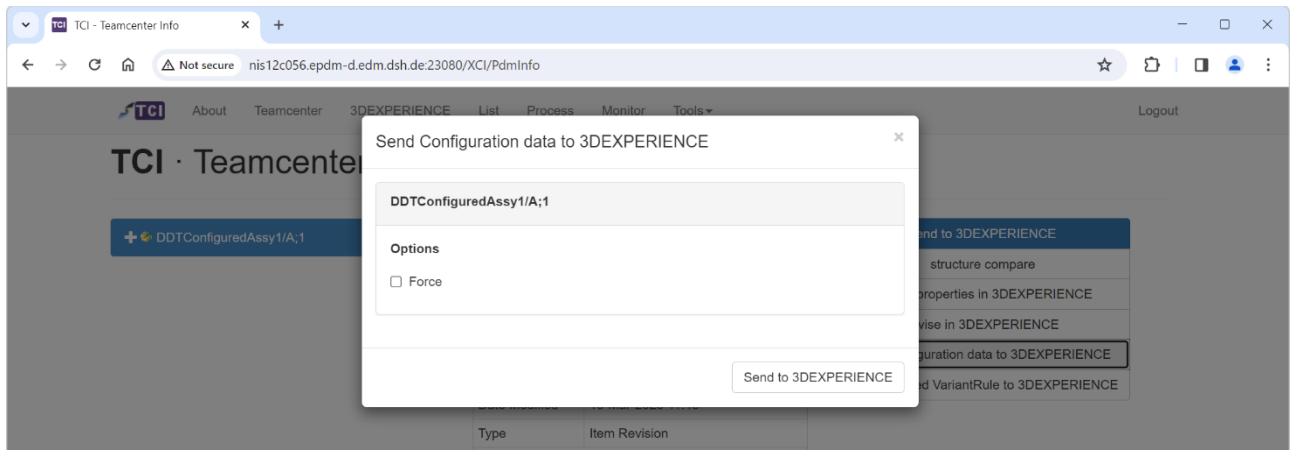 TCI TCI - Teamcenter Info
Not secure nis12c056.epdm-d.edm.dsh.de:23080/XCI/PdmInfo
TCI About Teamcenter 3DEXPERIENCE List Process Monitor Tools Logout
Send Configuration data to 3DEXPERIENCE ×
TCI · Teamcenter
DDTConfiguredAssy1/A;1
DDTConfiguredAssy1/A;1
end to 3DEXPERIENCE
Options
structure compare
Force
properties in 3DEXPERIENCE
vise in 3DEXPERIENCE
guration data to 3DEXPERIENCE
Send to 3DEXPERIENCE
ed VariantRule to 3DEXPERIENCE
Type Item Revision